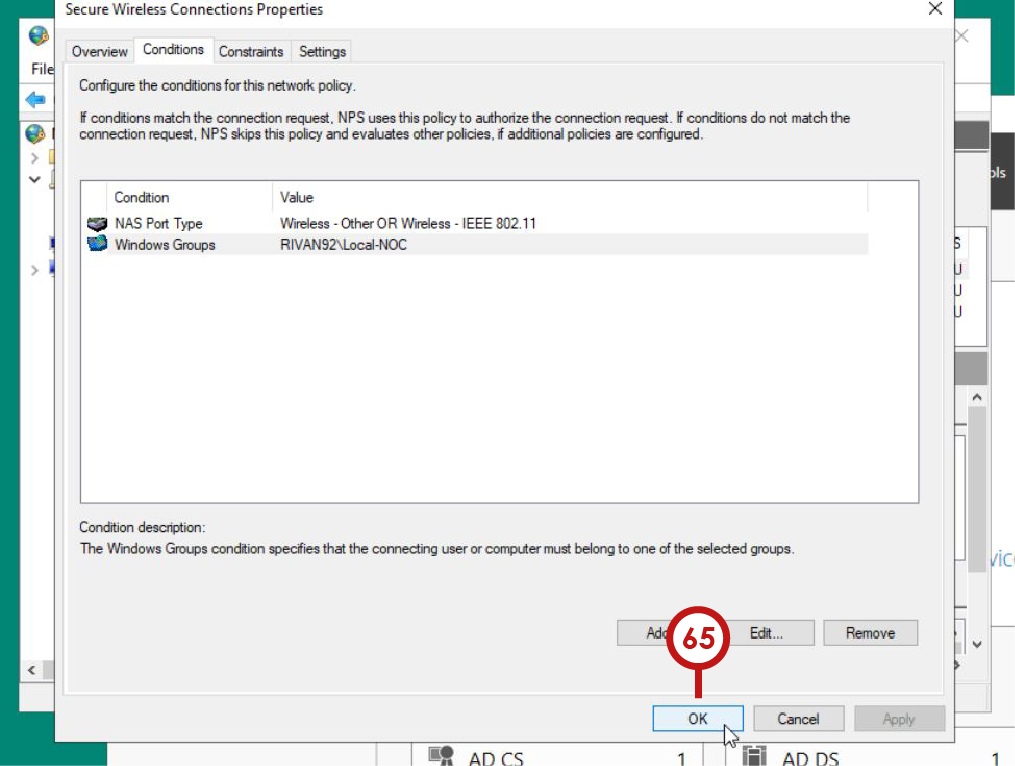 Secure Wireless Connections Properties
File
Overview Conditions Constraints Settings
Configure the conditions for this network policy.
If conditions match the connection request, NPS uses this policy to authorize the connection request. If conditions do not match the
connection request, NPS skips this policy and evaluates other policies, if additional policies are configured.
Condition Value
NAS Port Type Wireless - Other OR Wireless - IEEE 802.11
Windows Groups RIVAN92\Local-NOC
Condition description:
The Windows Groups condition specifies that the connecting user or computer must belong to one of the selected groups.
Edit... Remove
65
OK Cancel Apply
AD CS 1 AD DS 1